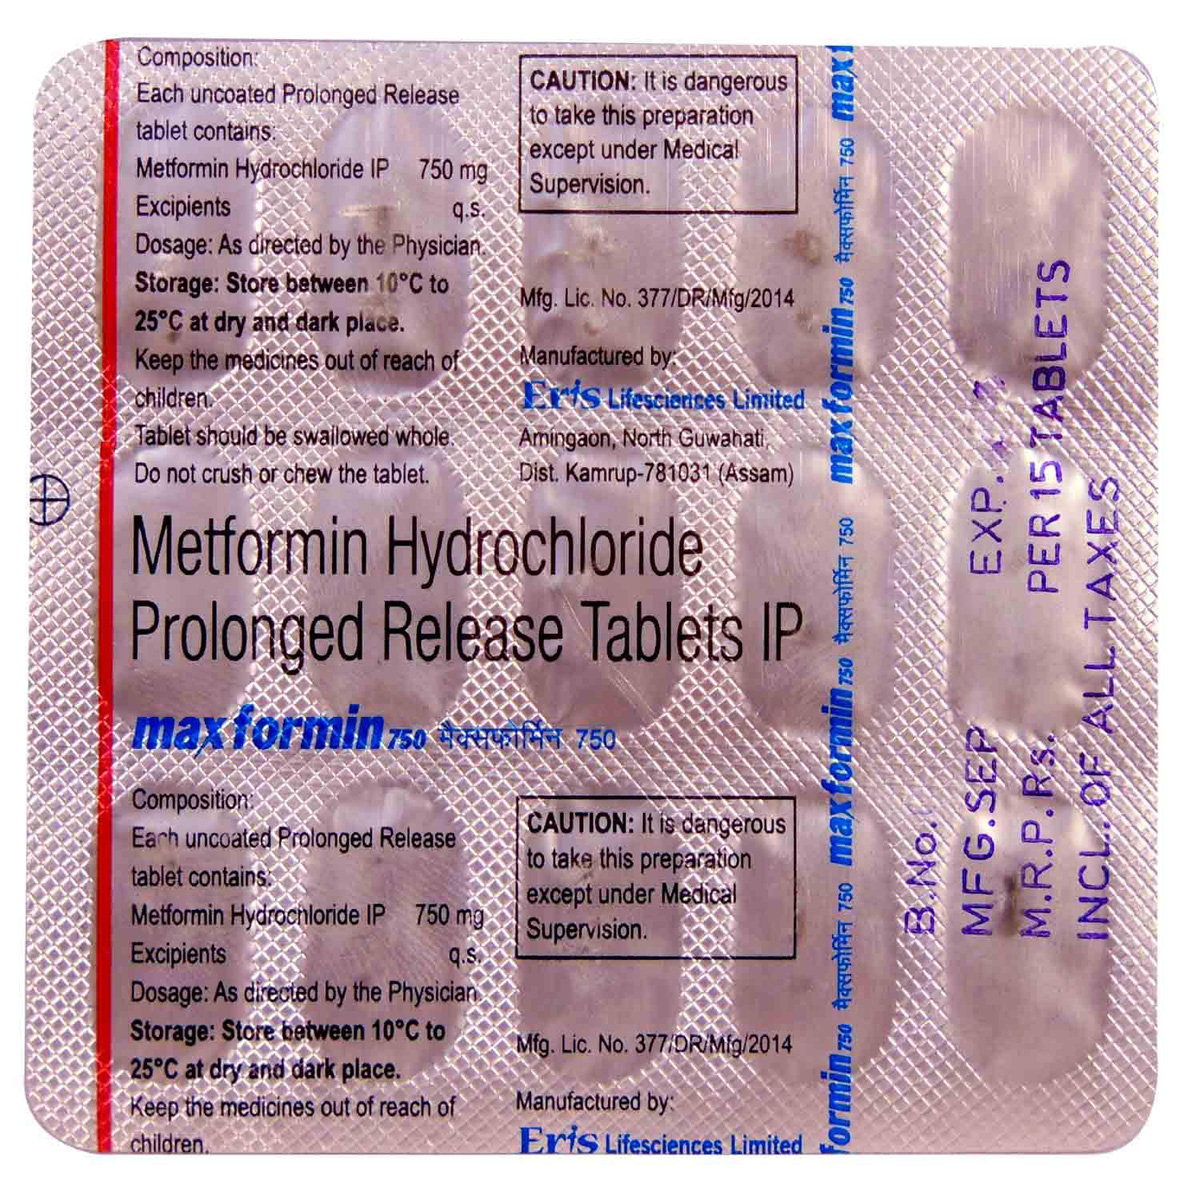 Composition:
Each uncoated Prolonged Release
tablet contains:
Metformin Hydrochloride IP 750 mg
Excipients q.s.
Dosage: As directed by the Physician.
Storage: Store between 10°C to
25°C at dry and dark place.
Keep the medicines out of reach of
children.
Tablet should be swallowed whole.
Do not crush or chew the tablet.
CAUTION: It is dangerous
to take this preparation
except under Medical
Supervision.
Mfg. Lic. No. 377/DR/Mfg/2014
Manufactured by:
Eris Lifesciences Limited
Amingaon, North Guwahati,
Dist. Kamrup-781031 (Assam)
Metformin Hydrochloride
Prolonged Release Tablets IP
maxformin 750 मैक्सफोर्मिन 750
Composition:
Each uncoated Prolonged Release
tablet contains:
Metformin Hydrochloride IP 750 mg
Excipients q.s.
Dosage: As directed by the Physician.
Storage: Store between 10°C to
25°C at dry and dark place.
Keep the medicines out of reach of
children.
CAUTION: It is dangerous
to take this preparation
except under Medical
Supervision.
Mfg. Lic. No. 377/DR/Mfg/2014
Manufactured by:
Eris Lifesciences Limited
formin 750 मैक्सफोर्मिन 750 maxformin 750 मैक्सफोर्मिन 750 maxformin 750 मैक्सफोर्मिन 750 max
B.No.
MFG.SEP EXP.
M.R.P.Rs. PER 15 TABLETS
INCL. OF ALL TAXES